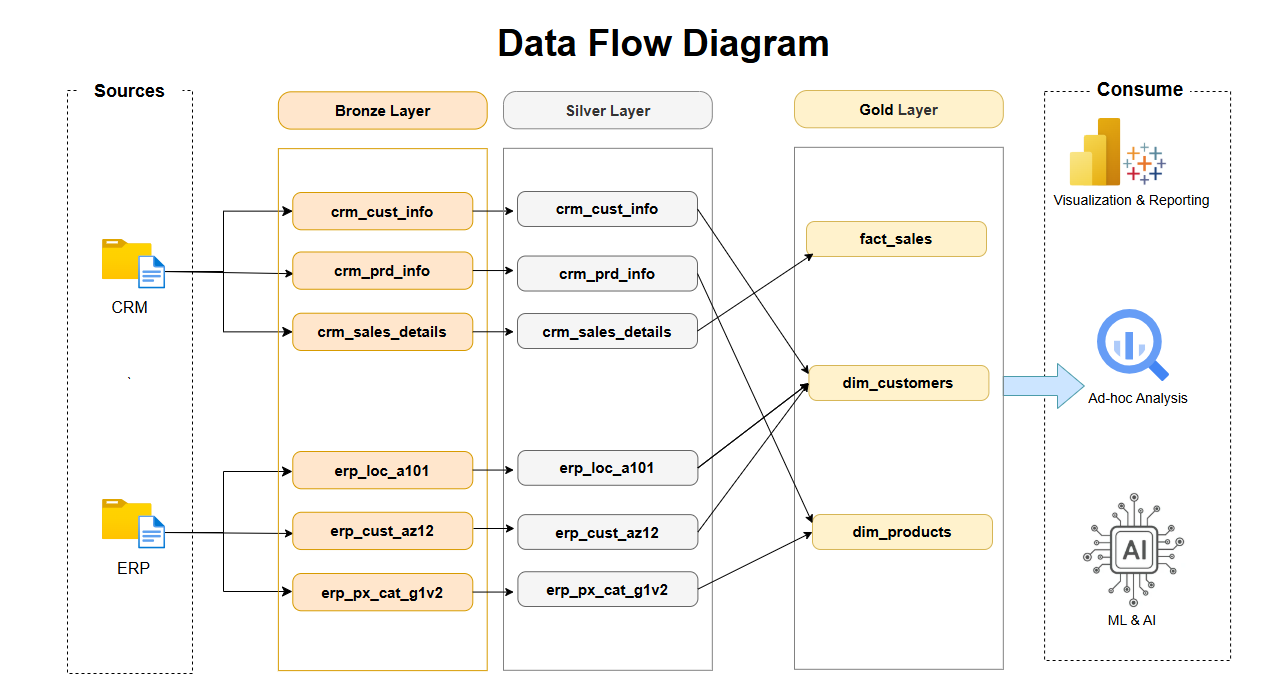 Data Flow Diagram
Sources
Bronze Layer
Silver Layer
Gold Layer
Consume
CRM
`
ERP
crm_cust_info
crm_prd_info
crm_sales_details
erp_loc_a101
erp_cust_az12
erp_px_cat_g1v2
crm_cust_info
crm_prd_info
crm_sales_details
erp_loc_a101
erp_cust_az12
erp_px_cat_g1v2
fact_sales
dim_customers
dim_products
Visualization & Reporting
Ad-hoc Analysis
AI
ML & AI